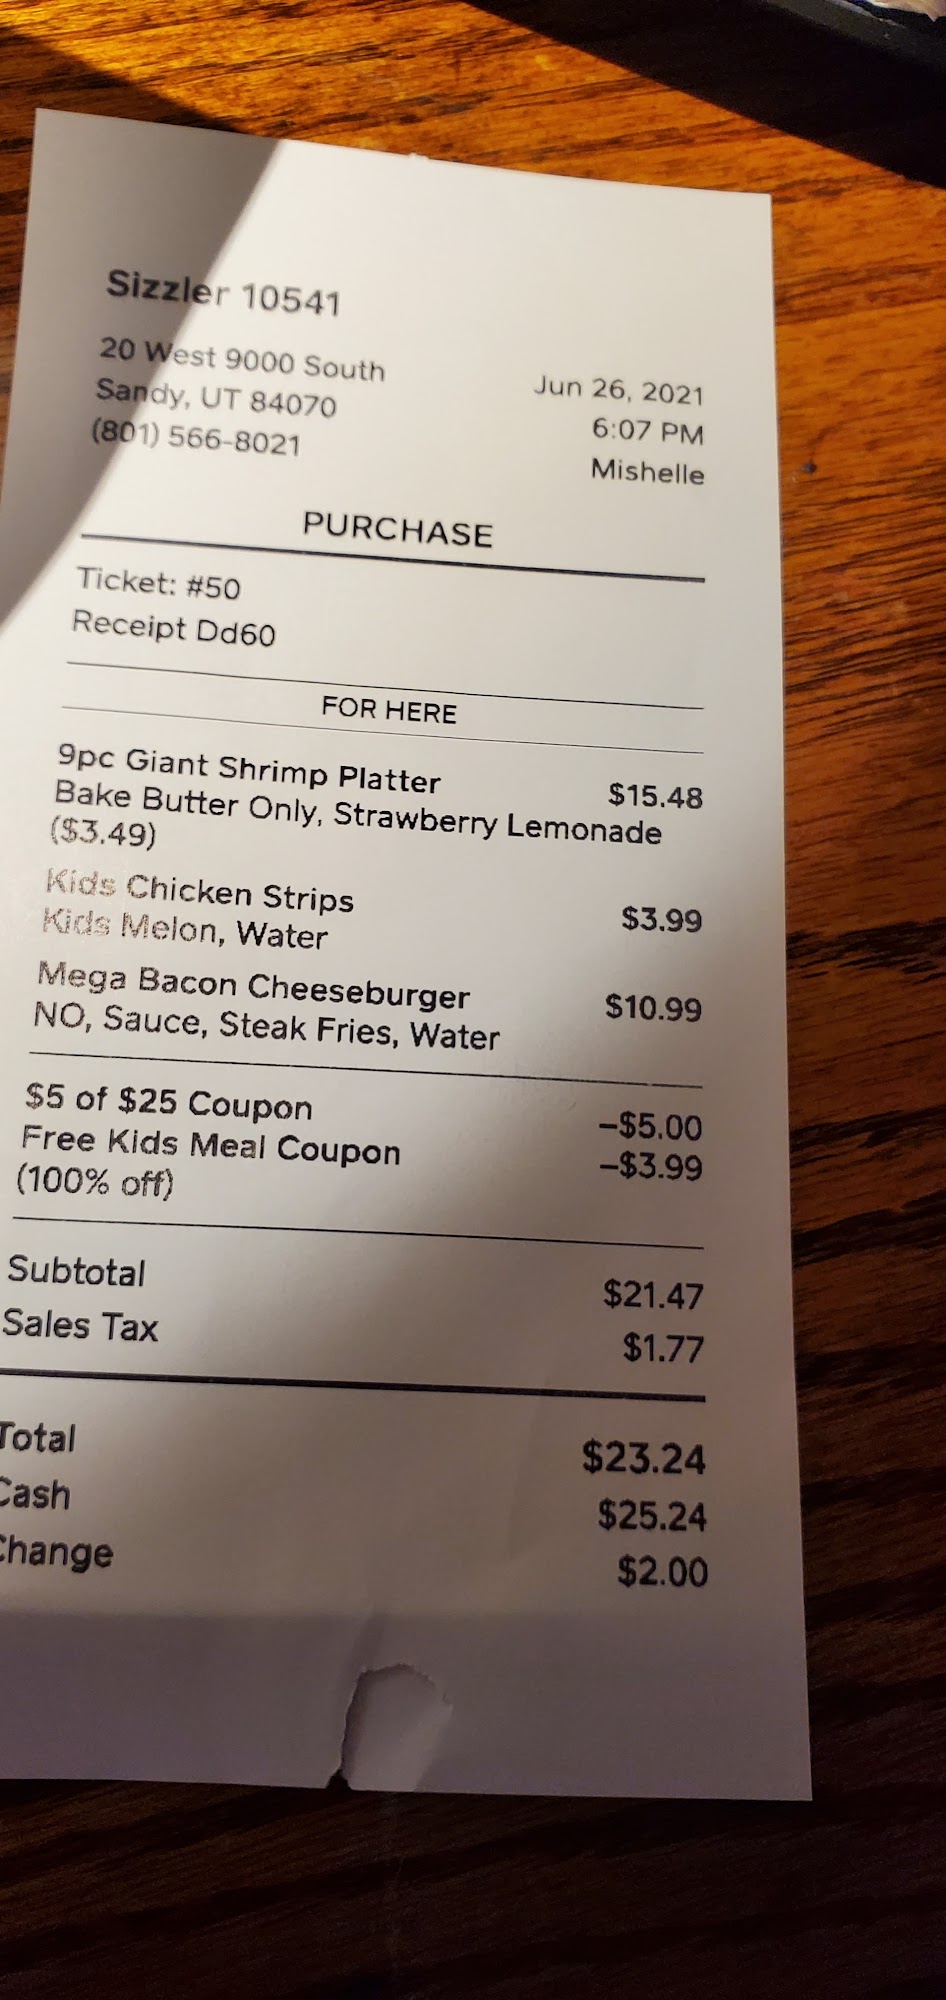 Sizzler 10541
20 West 9000 South
Sandy, UT 84070
(801) 566-8021
Jun 26, 2021
6:07 PM
Mishelle
PURCHASE
Ticket: #50
Receipt Dd60
FOR HERE
9pc Giant Shrimp Platter $15.48
Bake Butter Only, Strawberry Lemonade
($3.49)
Kids Chicken Strips $3.99
Kids Melon, Water
Mega Bacon Cheeseburger $10.99
NO, Sauce, Steak Fries, Water
$5 of $25 Coupon -$5.00
Free Kids Meal Coupon -$3.99
(100% off)
Subtotal $21.47
Sales Tax $1.77
Total $23.24
Cash $25.24
Change $2.00